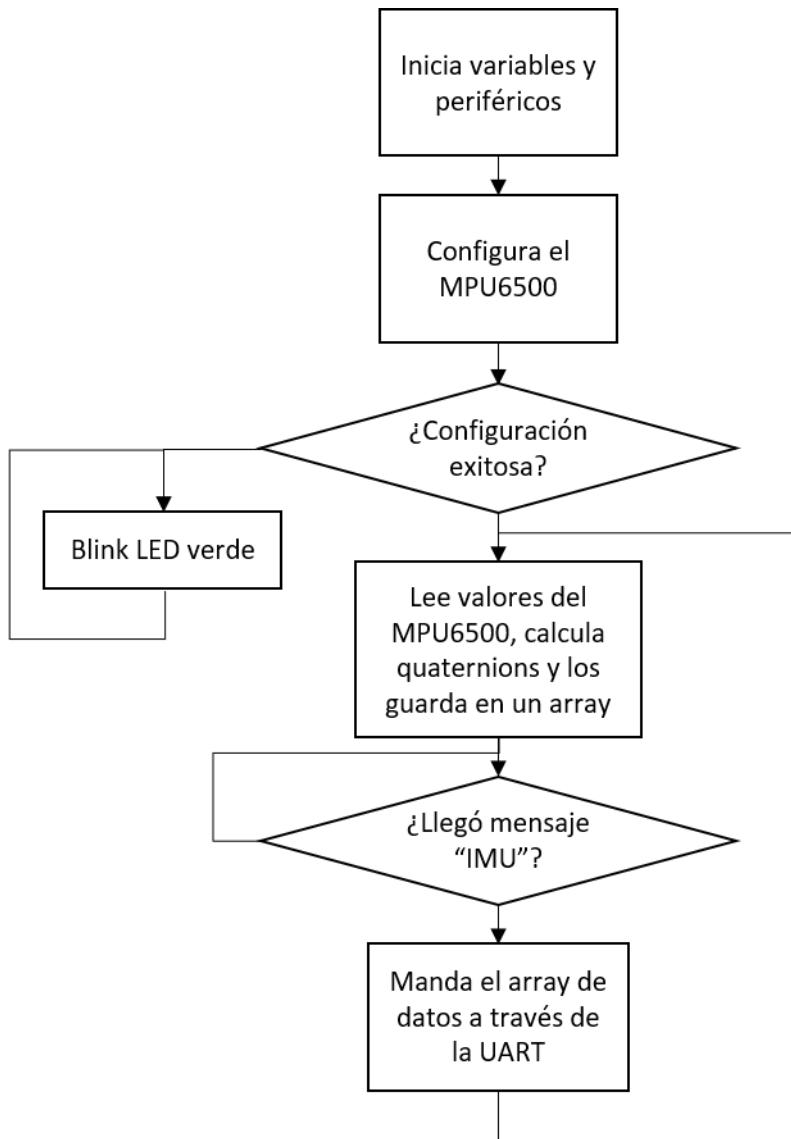 Inicia variables y
periféricos
Configura el
MPU6500
¿Configuración
exitosa?
Blink LED verde
Lee valores del
MPU6500, calcula
quaternions y los
guarda en un array
¿Llegó mensaje
“IMU”?
Manda el array de
datos a través de
la UART